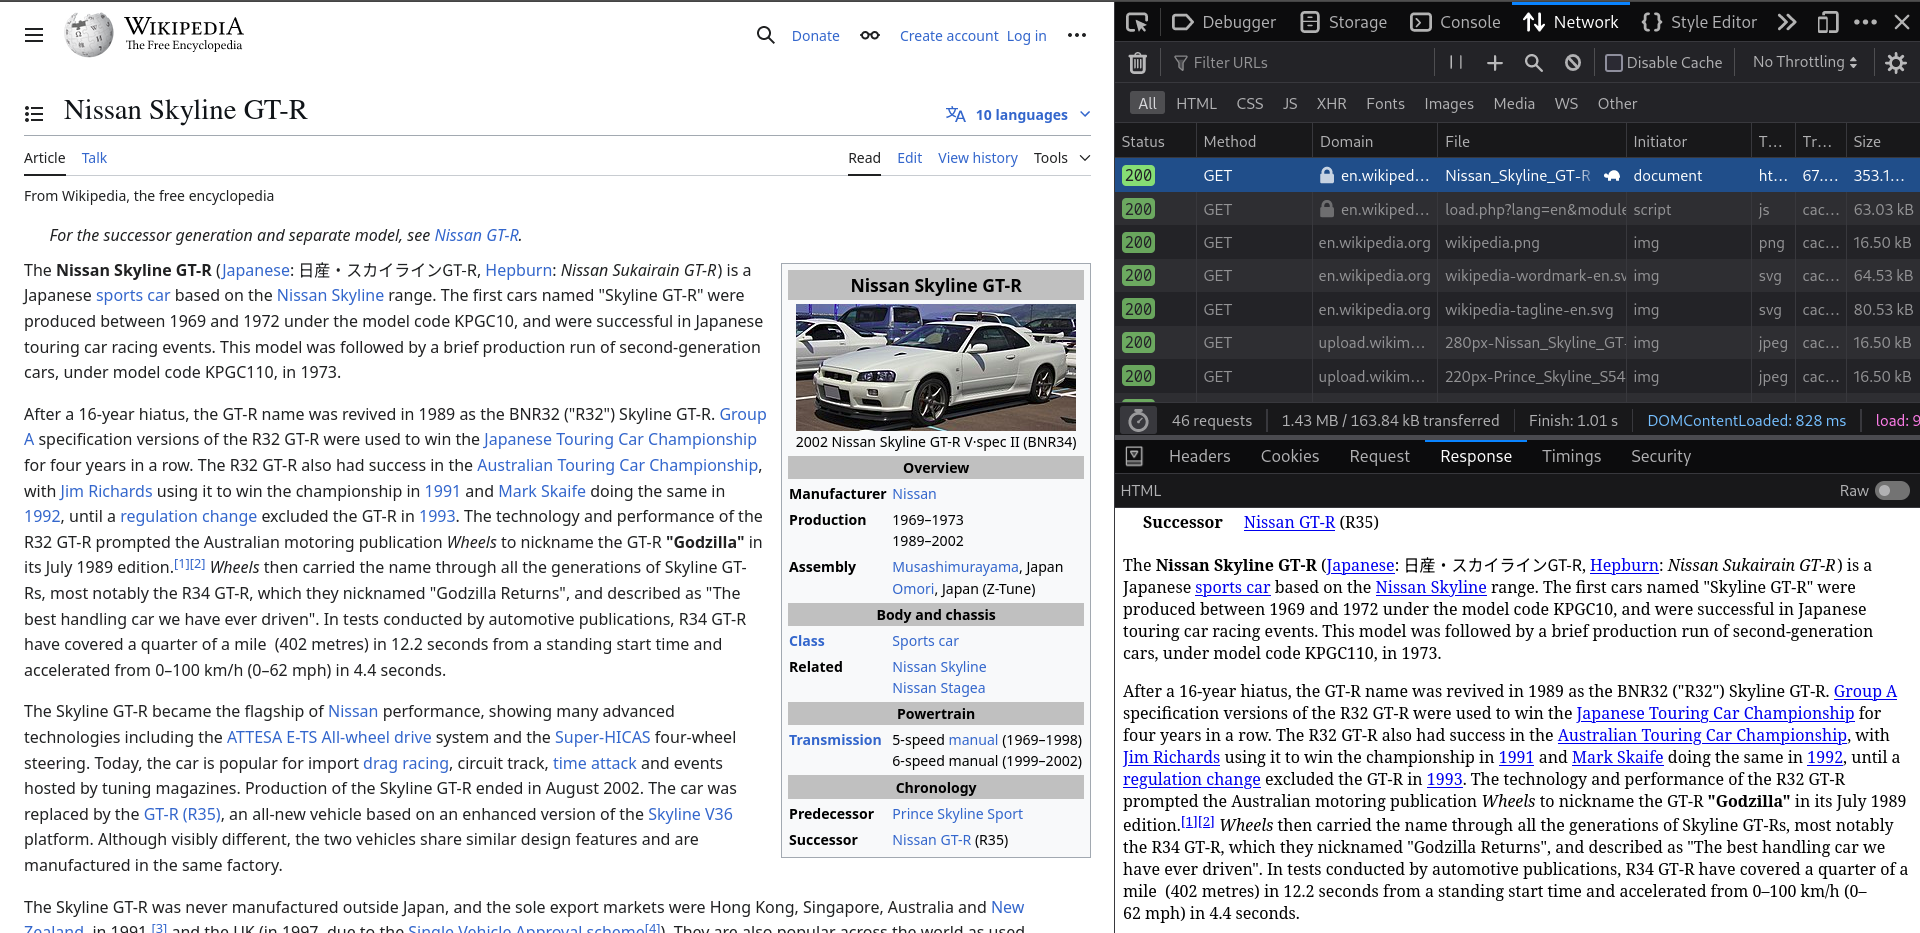 WIKIPEDIA
The Free Encyclopedia
Donate
Create account
Log in
Nissan Skyline GT-R
10 languages
Article
Talk
Read
Edit
View history
Tools
From Wikipedia, the free encyclopedia
For the successor generation and separate model, see Nissan GT-R.
The Nissan Skyline GT-R (Japanese: 日産・スカイラインGT-R, Hepburn: Nissan Sukairain GT-R) is a
Japanese sports car based on the Nissan Skyline range. The first cars named "Skyline GT-R" were
produced between 1969 and 1972 under the model code KPGC10, and were successful in Japanese
touring car racing events. This model was followed by a brief production run of second-generation
cars, under model code KPGC110, in 1973.
After a 16-year hiatus, the GT-R name was revived in 1989 as the BNR32 ("R32") Skyline GT-R. Group
A specification versions of the R32 GT-R were used to win the Japanese Touring Car Championship
for four years in a row. The R32 GT-R also had success in the Australian Touring Car Championship,
with Jim Richards using it to win the championship in 1991 and Mark Skaife doing the same in
1992, until a regulation change excluded the GT-R in 1993. The technology and performance of the
R32 GT-R prompted the Australian motoring publication Wheels to nickname the GT-R "Godzilla" in
its July 1989 edition.[1][2] Wheels then carried the name through all the generations of Skyline GT-
Rs, most notably the R34 GT-R, which they nicknamed "Godzilla Returns", and described as "The
best handling car we have ever driven". In tests conducted by automotive publications, R34 GT-R
have covered a quarter of a mile (402 metres) in 12.2 seconds from a standing start time and
accelerated from 0–100 km/h (0–62 mph) in 4.4 seconds.
The Skyline GT-R became the flagship of Nissan performance, showing many advanced
technologies including the ATTESA E-TS All-wheel drive system and the Super-HICAS four-wheel
steering. Today, the car is popular for import drag racing, circuit track, time attack and events
hosted by tuning magazines. Production of the Skyline GT-R ended in August 2002. The car was
replaced by the GT-R (R35), an all-new vehicle based on an enhanced version of the Skyline V36
platform. Although visibly different, the two vehicles share similar design features and are
manufactured in the same factory.
The Skyline GT-R was never manufactured outside Japan, and the sole export markets were Hong Kong, Singapore, Australia and New
Zealand, in 1991,[3] and the UK (in 1997, due to the Single Vehicle Approval scheme[4]). They are also popular across the world as used
Nissan Skyline GT-R
2002 Nissan Skyline GT-R V·spec II (BNR34)
Overview
Manufacturer Nissan
Production 1969–1973
1989–2002
Assembly Musashimurayama, Japan
Omori, Japan (Z-Tune)
Body and chassis
Class Sports car
Related Nissan Skyline
Nissan Stagea
Powertrain
Transmission 5-speed manual (1969–1998)
6-speed manual (1999–2002)
Chronology
Predecessor Prince Skyline Sport
Successor Nissan GT-R (R35)
Debugger Storage Console Network Style Editor
Filter URLs Disable Cache No Throttling
All HTML CSS JS XHR Fonts Images Media WS Other
Status Method Domain File Initiator T... Tr... Size
200 GET en.wikiped... Nissan_Skyline_GT-R document ht... 67.... 353.1...
200 GET en.wikiped... load.php?lang=en&module script js cac... 63.03 kB
200 GET en.wikipedia.org wikipedia.png img png cac... 16.50 kB
200 GET en.wikipedia.org wikipedia-wordmark-en.sv img svg cac... 64.53 kB
200 GET en.wikipedia.org wikipedia-tagline-en.svg img svg cac... 80.53 kB
200 GET upload.wikim... 280px-Nissan_Skyline_GT- img jpeg cac... 16.50 kB
200 GET upload.wikim... 220px-Prince_Skyline_S54 img jpeg cac... 16.50 kB
46 requests 1.43 MB / 163.84 kB transferred Finish: 1.01 s DOMContentLoaded: 828 ms load: 9
Headers Cookies Request Response Timings Security
HTML Raw
Successor Nissan GT-R (R35)
The Nissan Skyline GT-R (Japanese: 日産・スカイラインGT-R, Hepburn: Nissan Sukairain GT-R) is a
Japanese sports car based on the Nissan Skyline range. The first cars named "Skyline GT-R" were
produced between 1969 and 1972 under the model code KPGC10, and were successful in Japanese
touring car racing events. This model was followed by a brief production run of second-generation
cars, under model code KPGC110, in 1973.
After a 16-year hiatus, the GT-R name was revived in 1989 as the BNR32 ("R32") Skyline GT-R. Group A
specification versions of the R32 GT-R were used to win the Japanese Touring Car Championship for
four years in a row. The R32 GT-R also had success in the Australian Touring Car Championship, with
Jim Richards using it to win the championship in 1991 and Mark Skaife doing the same in 1992, until a
regulation change excluded the GT-R in 1993. The technology and performance of the R32 GT-R
prompted the Australian motoring publication Wheels to nickname the GT-R "Godzilla" in its July 1989
edition.[1][2] Wheels then carried the name through all the generations of Skyline GT-Rs, most notably
the R34 GT-R, which they nicknamed "Godzilla Returns", and described as "The best handling car we
have ever driven". In tests conducted by automotive publications, R34 GT-R have covered a quarter of a
mile (402 metres) in 12.2 seconds from a standing start time and accelerated from 0–100 km/h (0–
62 mph) in 4.4 seconds.